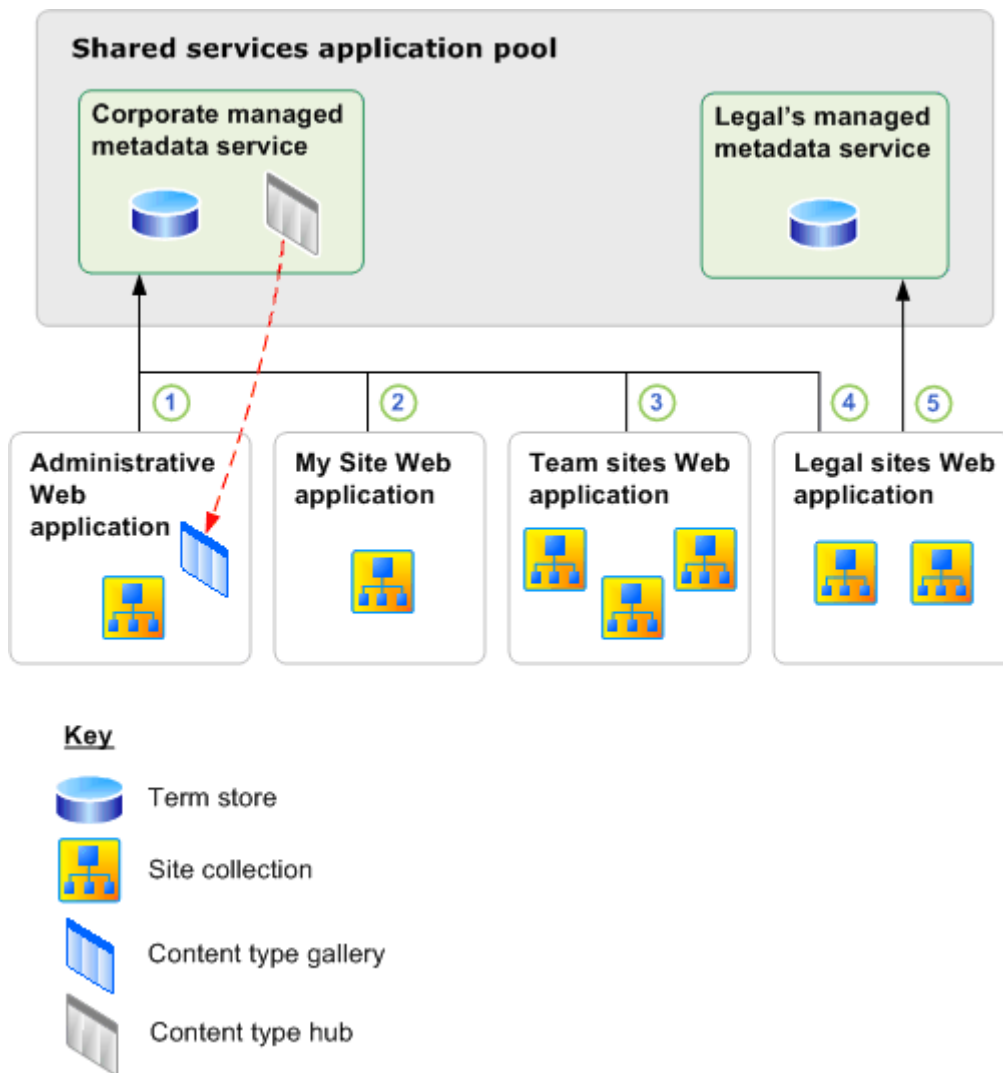 Shared services application pool
Corporate managed
metadata service
Legal's managed
metadata service
1
2
3
4
5
Administrative
Web
application
My Site Web
application
Team sites Web
application
Legal sites Web
application
Key
Term store
Site collection
Content type gallery
Content type hub